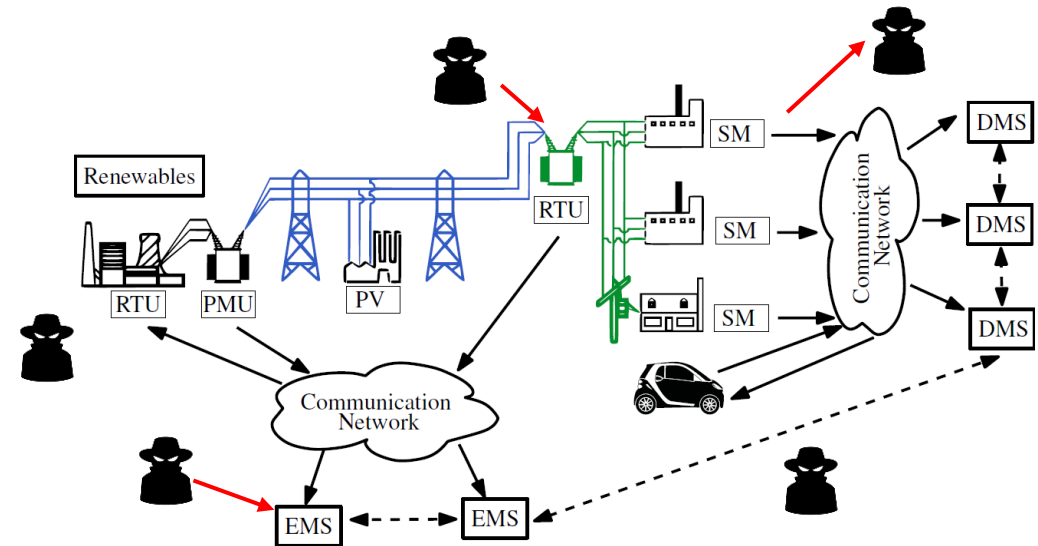 SM
DMS
Renewables
RTU
SM
DMS
Communication
Network
RTU
PMU
PV
SM
DMS
Communication
Network
EMS
EMS